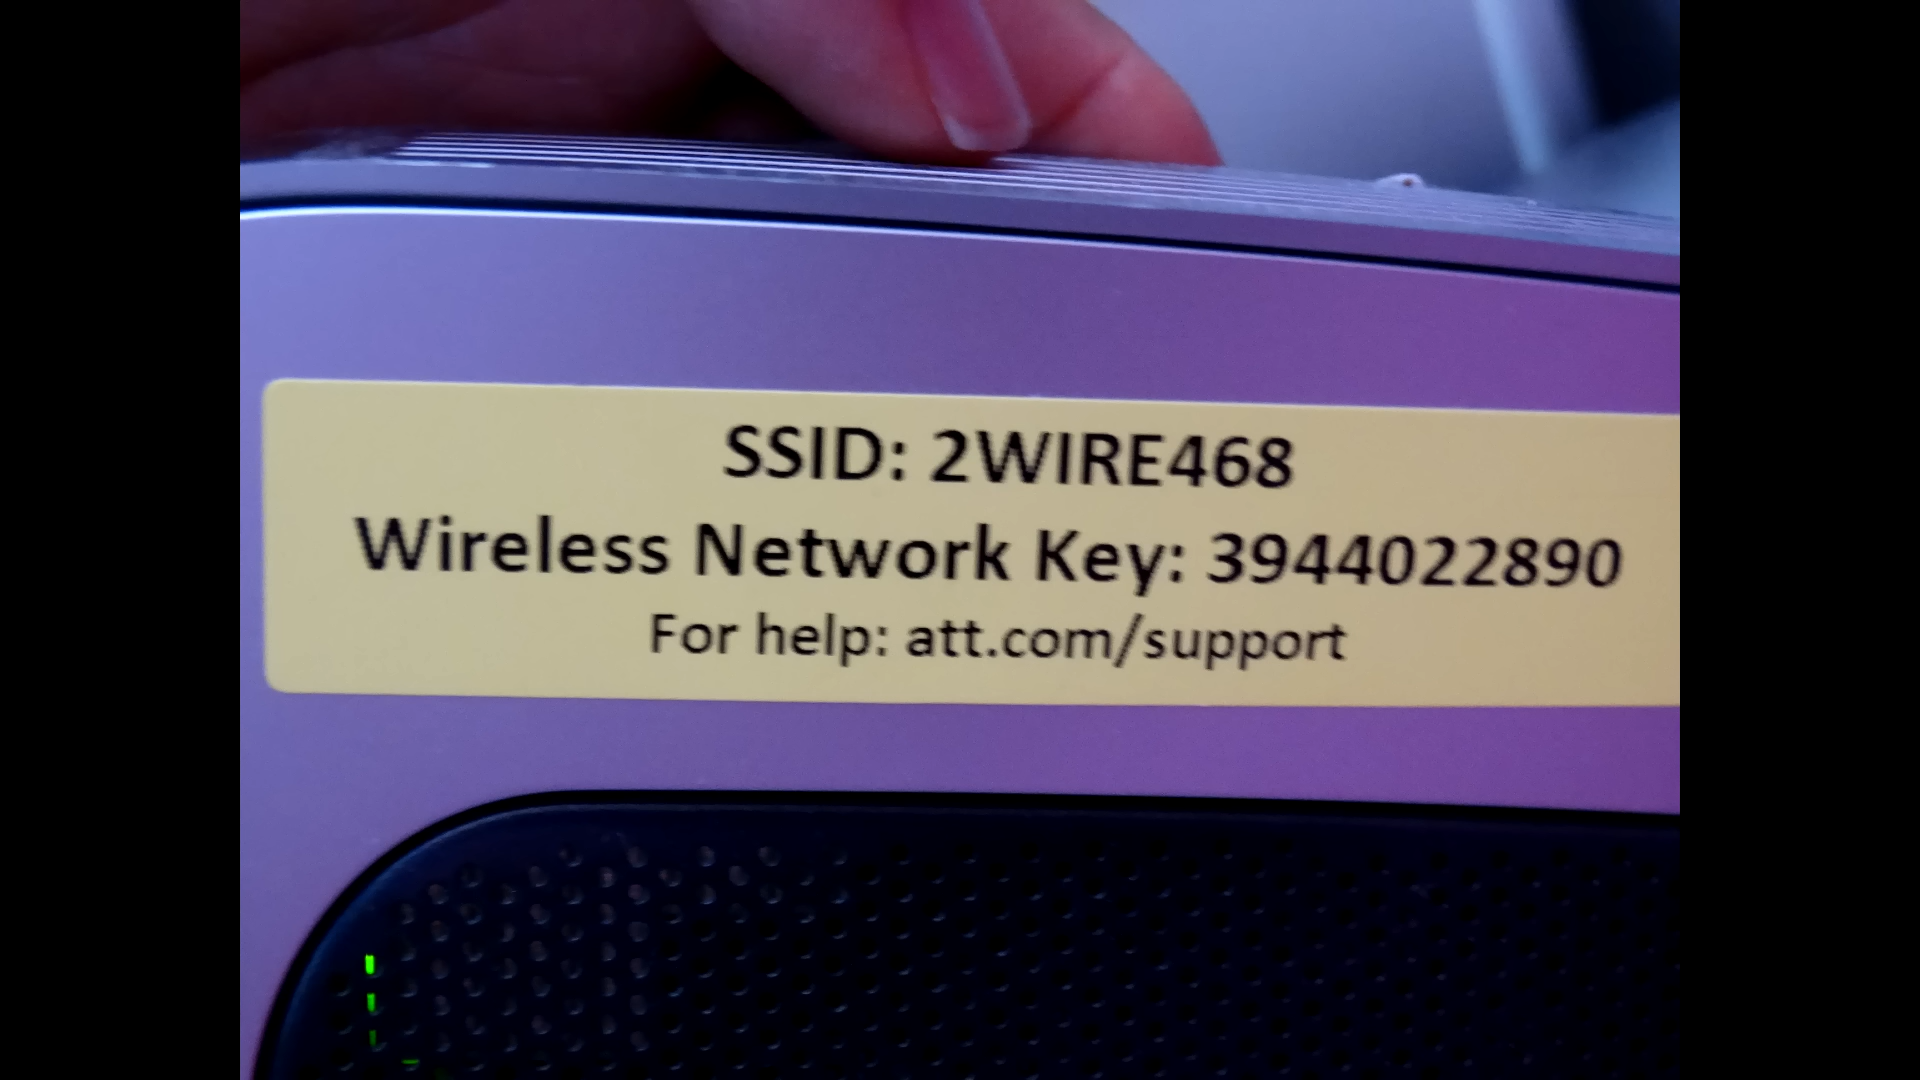 SSID: 2WIRE468
Wireless Network Key: 3944022890
For help: att.com/support